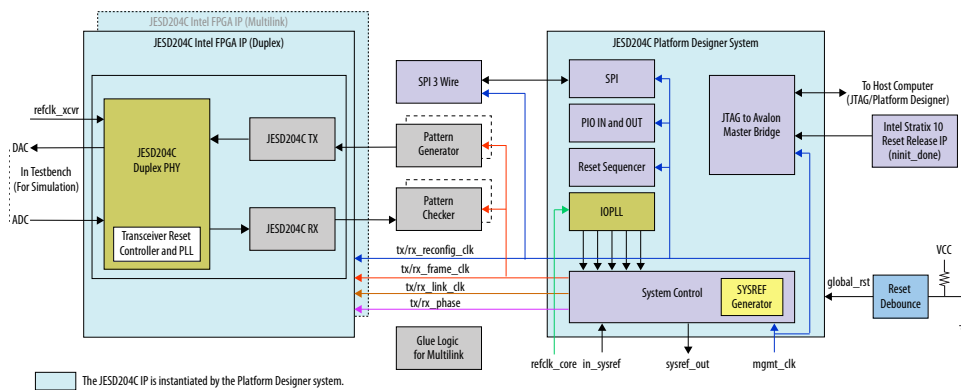 JESD204C Intel FPGA IP (Multilink)
JESD204C Intel FPGA IP (Duplex)
refclk_xcvr
DAC
In Testbench
(For Simulation)
ADC
JESD204C
Duplex PHY
Transceiver Reset
Controller and PLL
JESD204C TX
JESD204C RX
SPI 3 Wire
Pattern
Generator
Pattern
Checker
tx/rx_reconfig_clk
tx/rx_frame_clk
tx/rx_link_clk
tx/rx_phase
Glue Logic
for Multilink
JESD204C Platform Designer System
SPI
PIO IN and OUT
Reset Sequencer
IOPLL
JTAG to Avalon
Master Bridge
System Control
SYSREF
Generator
refclk_core
in_sysref
sysref_out
mgmt_clk
To Host Computer
(JTAG/Platform Designer)
Intel Stratix 10
Reset Release IP
(ninit_done)
VCC
global_rst
Reset
Debounce
The JESD204C IP is instantiated by the Platform Designer system.